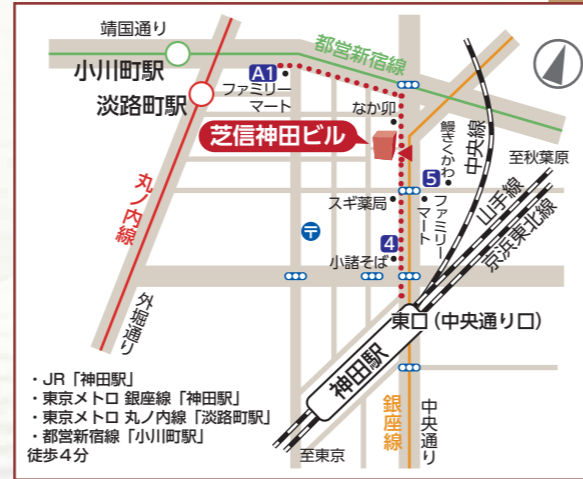 靖国通り
都営新宿線
小川町駅
A1
ファミリー
マート
淡路町駅
なか卯
芝信神田ビル
鰻きくかわ
中央線
至秋葉原
5
ファミリー
マート
山手線
京浜東北線
スギ薬局
丸ノ内線
〒
4
小諸そば
外堀通り
東口(中央通り口)
神田駅
・JR「神田駅」
・東京メトロ 銀座線「神田駅」
・東京メトロ 丸ノ内線「淡路町駅」
・都営新宿線「小川町駅」
徒歩4分
至東京
銀座線
中央通り